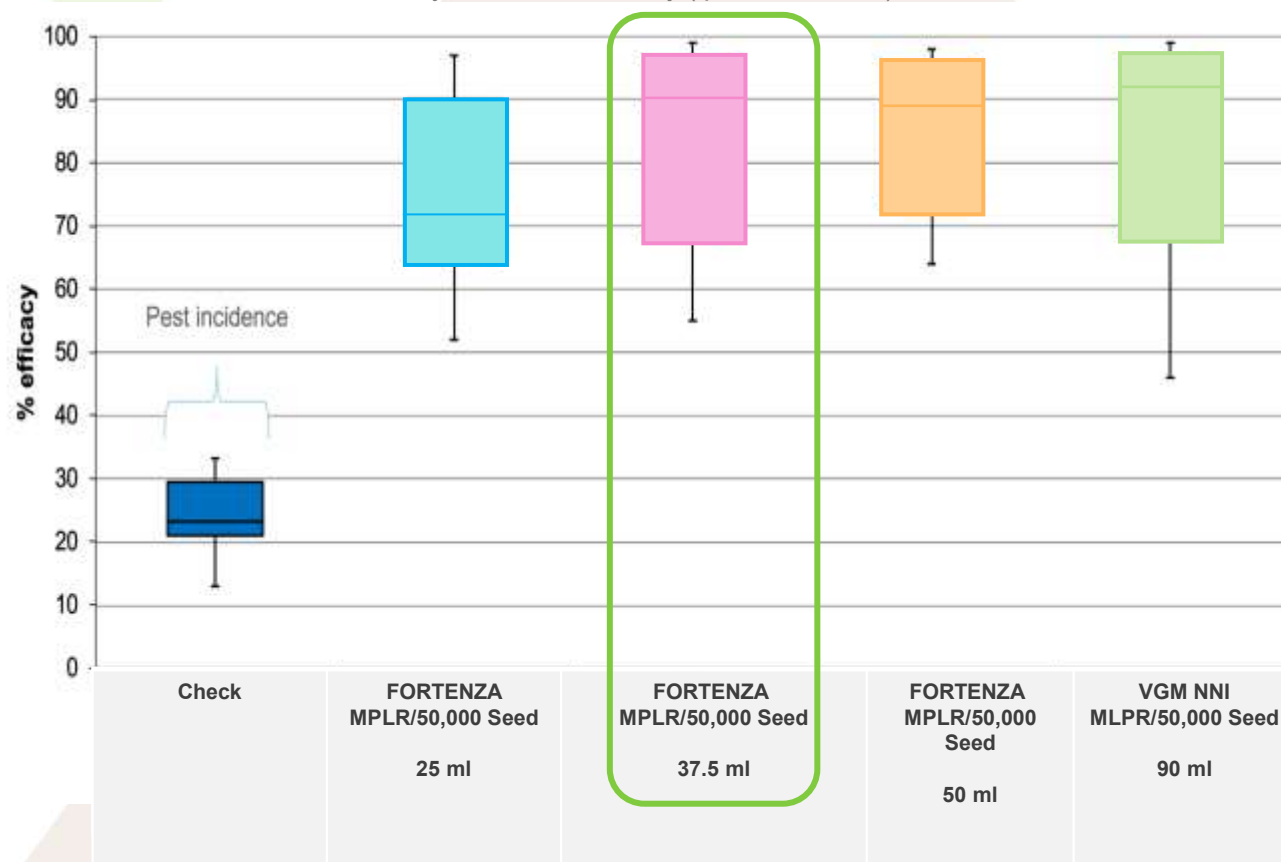 100
90
80
70
60
50
40
30
20
10
0
% efficacy
Pest incidence
Check
FORTENZA
MPLR/50,000 Seed
25 ml
FORTENZA
MPLR/50,000 Seed
37.5 ml
FORTENZA
MPLR/50,000
Seed
50 ml
VGM NNI
MLPR/50,000 Seed
90 ml